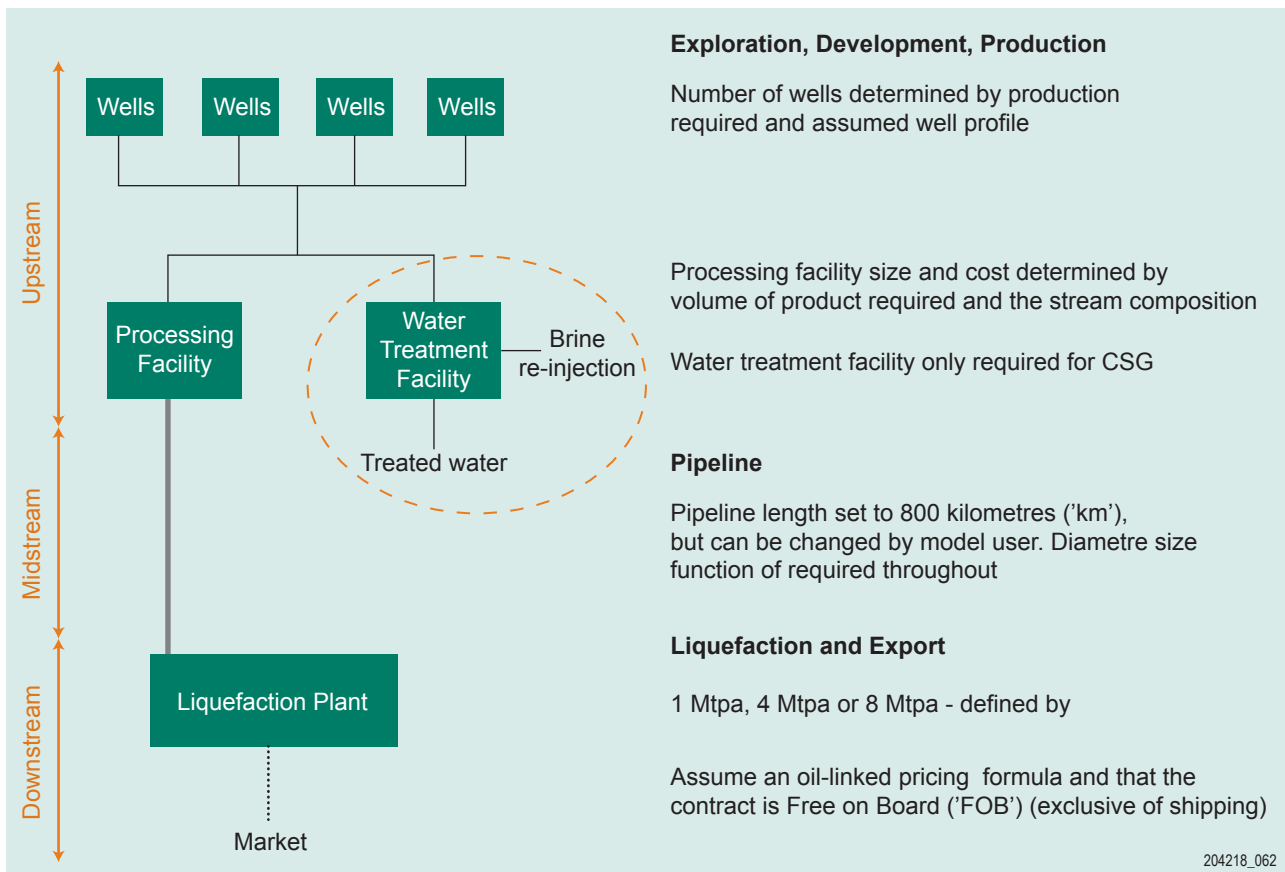 Exploration, Development, Production
Wells
Wells
Wells
Wells
Number of wells determined by production
required and assumed well profile
Upstream
Processing
Facility
Water
Treatment
Facility
Brine
re-injection
Treated water
Processing facility size and cost determined by
volume of product required and the stream composition
Water treatment facility only required for CSG
Midstream
Pipeline
Pipeline length set to 800 kilometres ('km'),
but can be changed by model user. Diametre size
function of required throughout
Downstream
Liquefaction Plant
Market
Liquefaction and Export
1 Mtpa, 4 Mtpa or 8 Mtpa - defined by
Assume an oil-linked pricing formula and that the
contract is Free on Board ('FOB') (exclusive of shipping)
204218_062